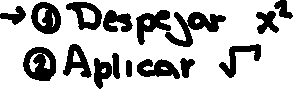 → ① Despejar x²
② Aplicar √